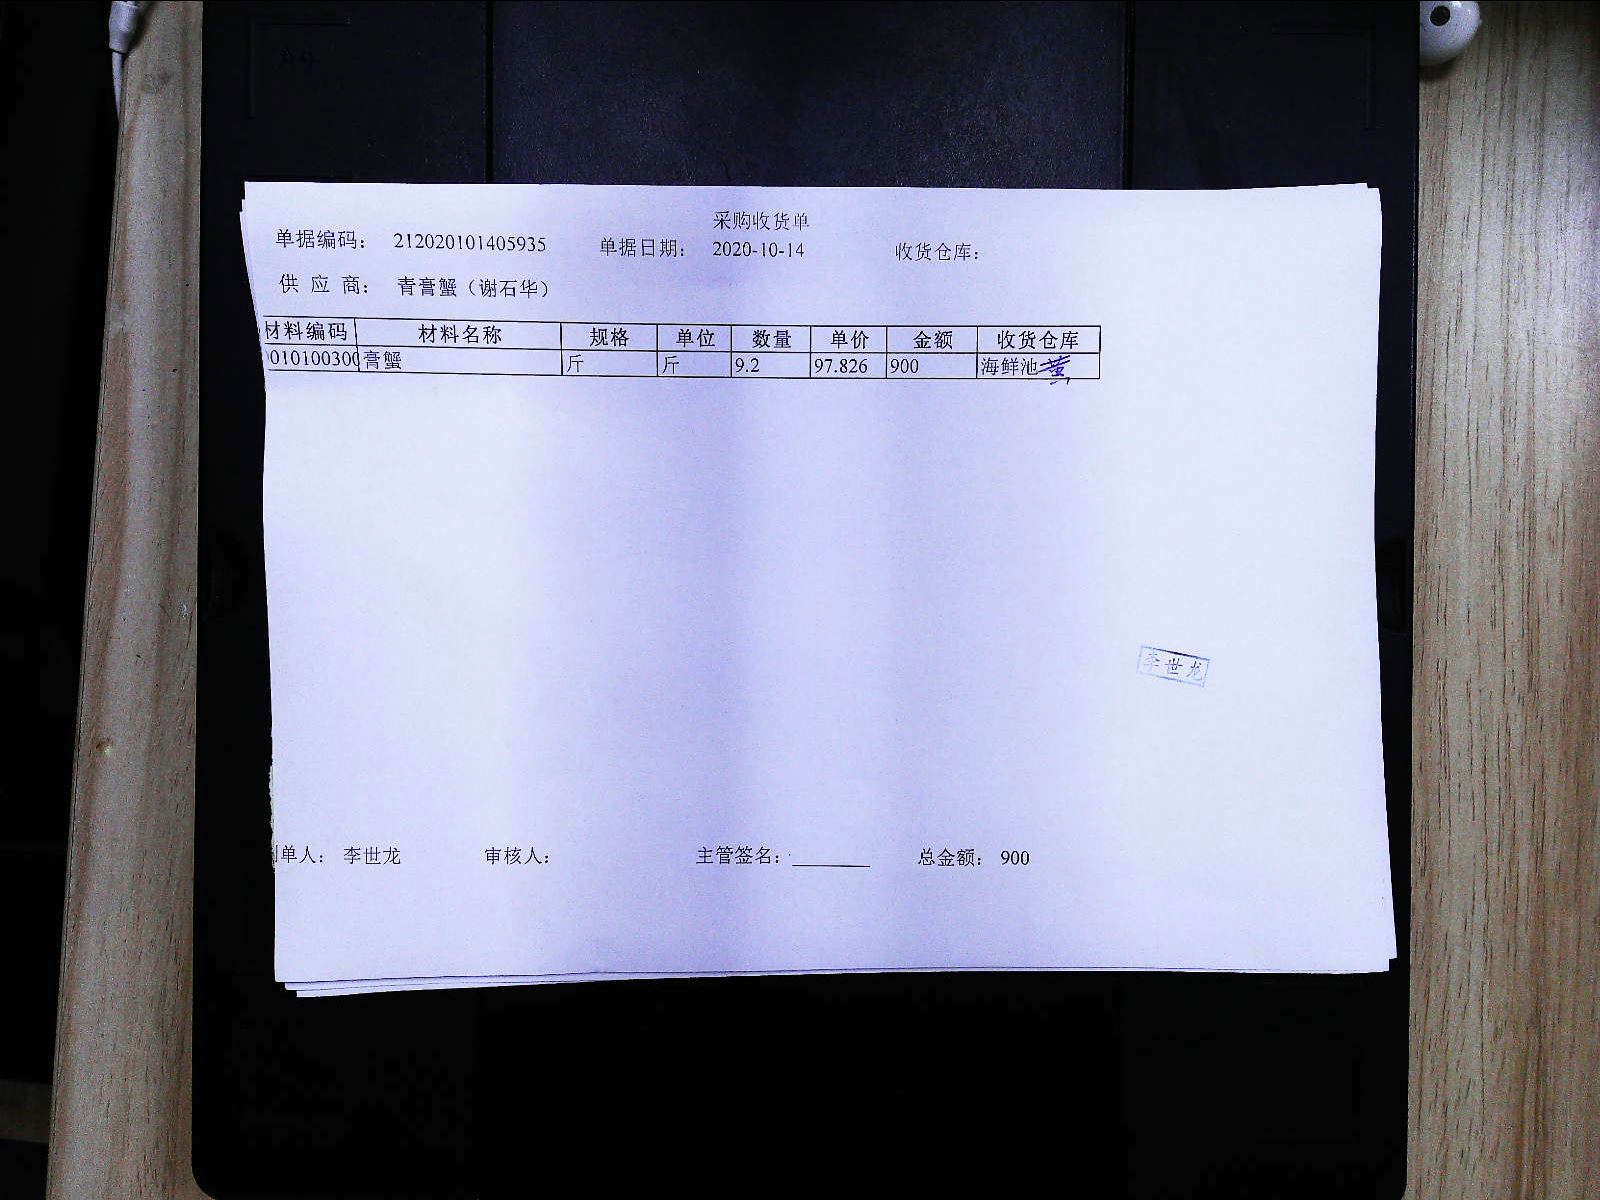 采购收货单
单据编码： 212020101405935 单据日期： 2020-10-14 收货仓库：
供 应 商： 青膏蟹（谢石华）
材料编码 材料名称 规格 单位 数量 单价 金额 收货仓库
010100300 膏蟹 斤 斤 9.2 97.826 900 海鲜池
李世龙
单人： 李世龙 审核人： 主管签名： 总金额： 900